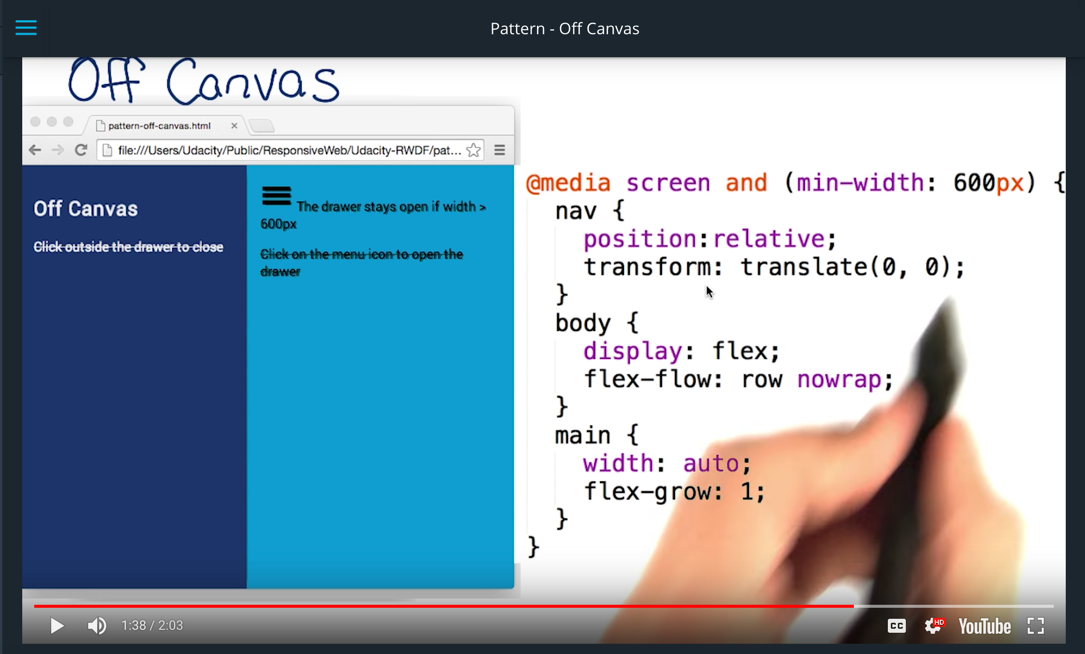 Pattern - Off Canvas
Off Canvas
pattern-off-canvas.html
file:///Users/Udacity/Public/ResponsiveWeb/Udacity-RWDF/pat...
Off Canvas
Click outside the drawer to close
The drawer stays open if width >
600px
Click on the menu icon to open the
drawer
@media screen and (min-width: 600px) {
nav {
position:relative;
transform: translate(0, 0);
}
body {
display: flex;
flex-flow: row nowrap;
}
main {
width: auto;
flex-grow: 1;
}
}
1:38 / 2:03
CC
HD
YouTube